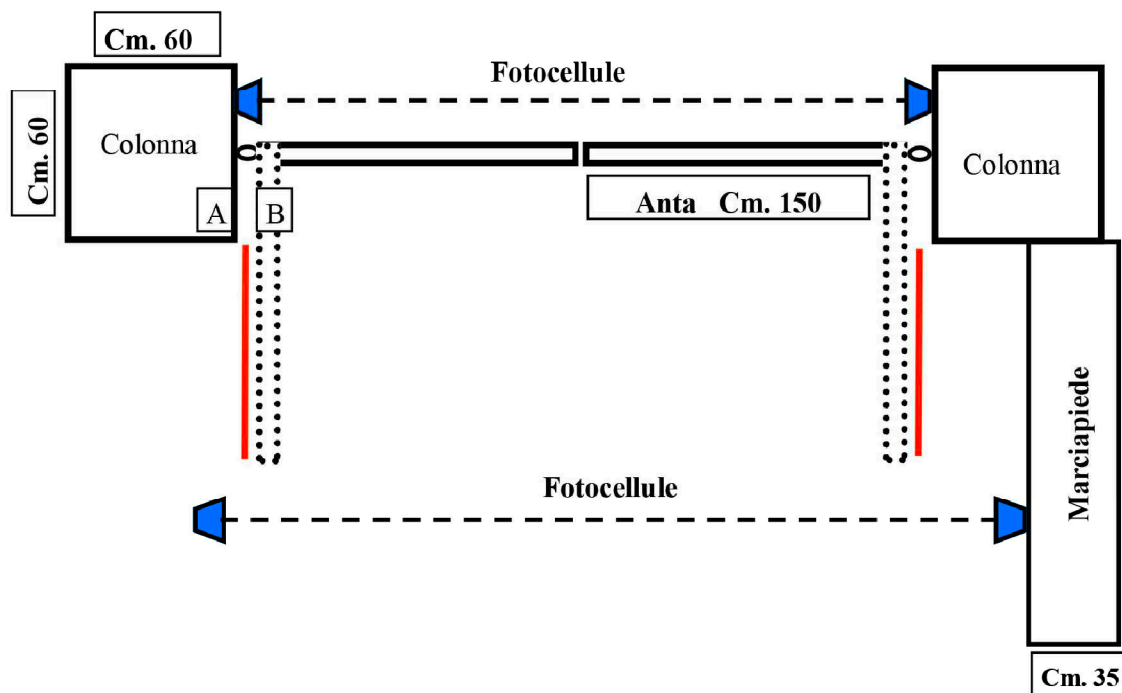 Cm. 60
Fotocellule
Cm. 60
Colonna
Colonna
A
B
Anta Cm. 150
Marciapiede
Fotocellule
Cm. 35